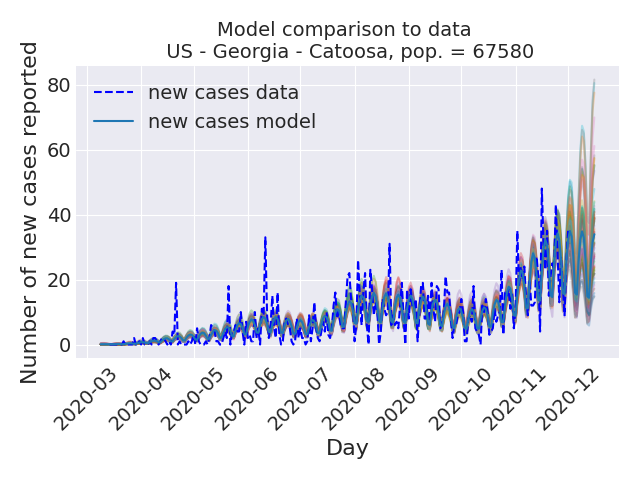 Model comparison to data
US - Georgia - Catoosa, pop. = 67580
Number of new cases reported
80
60
40
20
0
new cases data
new cases model
2020-03
2020-04
2020-05
2020-06
2020-07
2020-08
2020-09
2020-10
2020-11
2020-12
Day